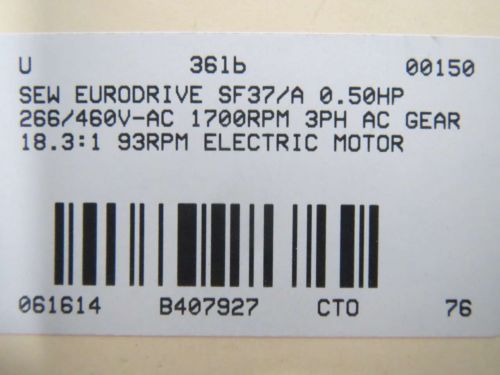 U 36lb 00150
SEW EURODRIVE SF37/A 0.50HP
266/460V-AC 1700RPM 3PH AC GEAR
18.3:1 93RPM ELECTRIC MOTOR
061614 B407927 CTO 76